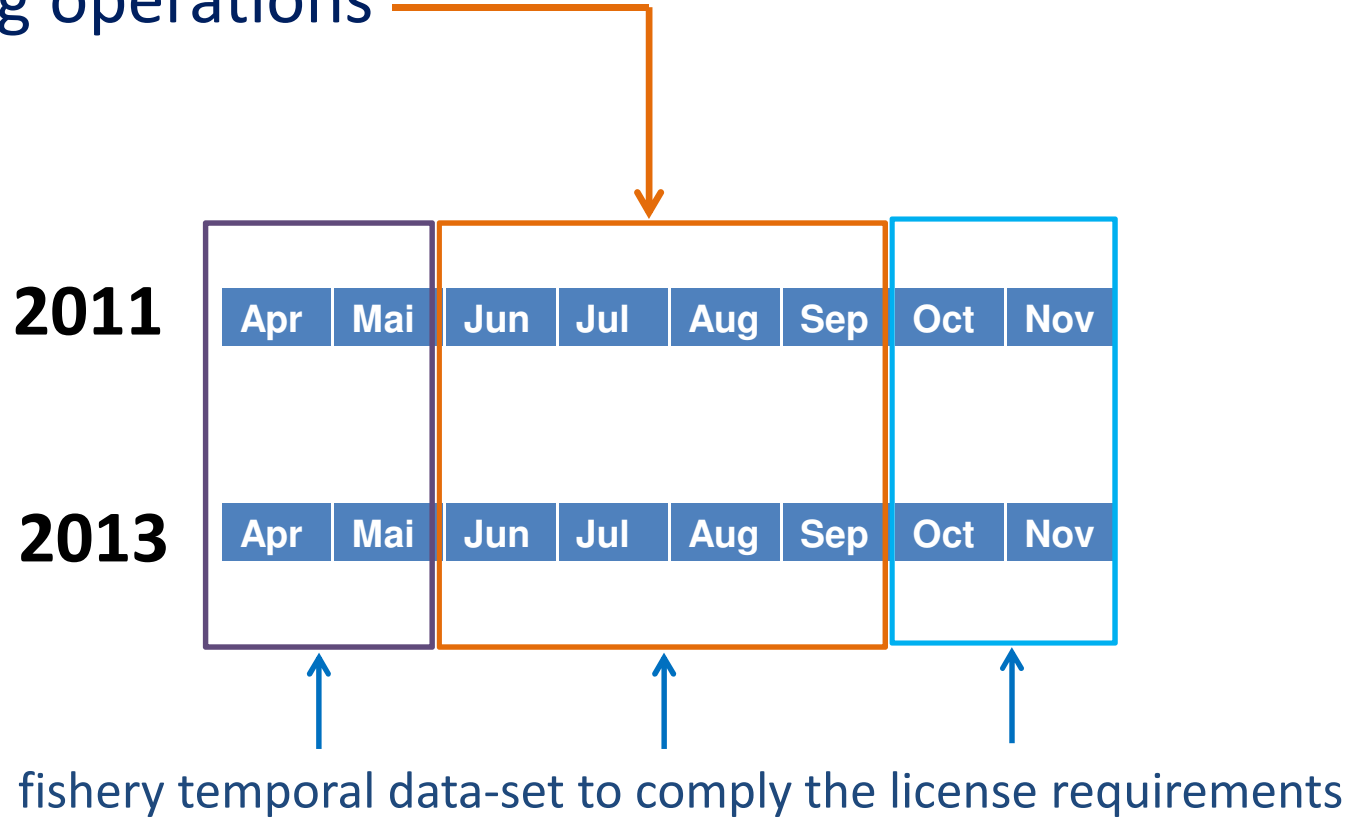 operations
2011 Apr Mai Jun Jul Aug Sep Oct Nov
2013 Apr Mai Jun Jul Aug Sep Oct Nov
fishery temporal data-set to comply the license requirements